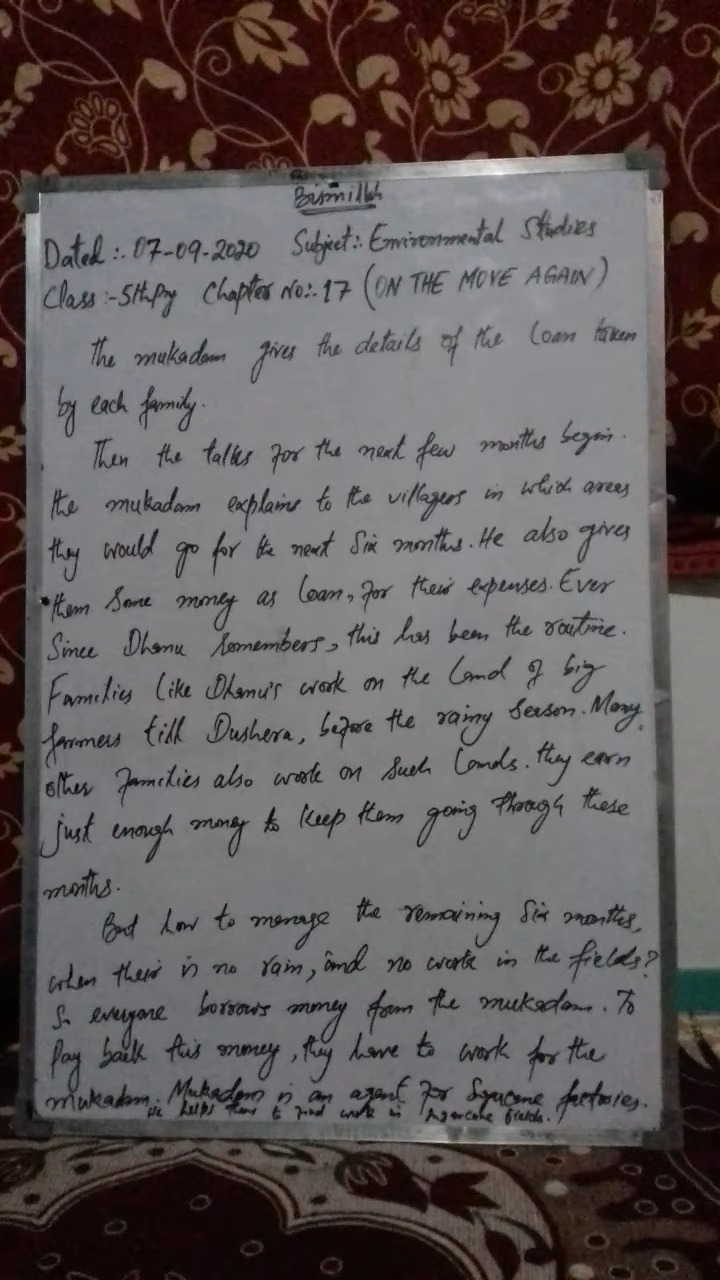 Bismillah
Dated :- 07-09-2020 Subject:- Environmental Studies
Class :- 5th Pry Chapter No:- 17 (ON THE MOVE AGAIN)
The mukadam gives the details of the loan taken
by each family.
Then the talks for the next few months begin.
the mukadam explains to the villagers in which areas
they would go for the next Six months. He also gives
them Some money as loan, for their expenses. Ever
Since Dhanu remembers, this has been the routine.
Families like Dhanu's work on the land of big
farmers till Dushera, before the rainy season. Many
other families also work on such lands. they earn
just enough money to keep them going through these
months.
But how to manage the remaining Six months,
when their is no rain, and no work in the fields?
So everyone borrows money from the mukadam. To
Pay back this money, they have to work for the
mukadam. Mukadam is an agent for Sgucane factories.
He helps them to find work in sugarcane fields.